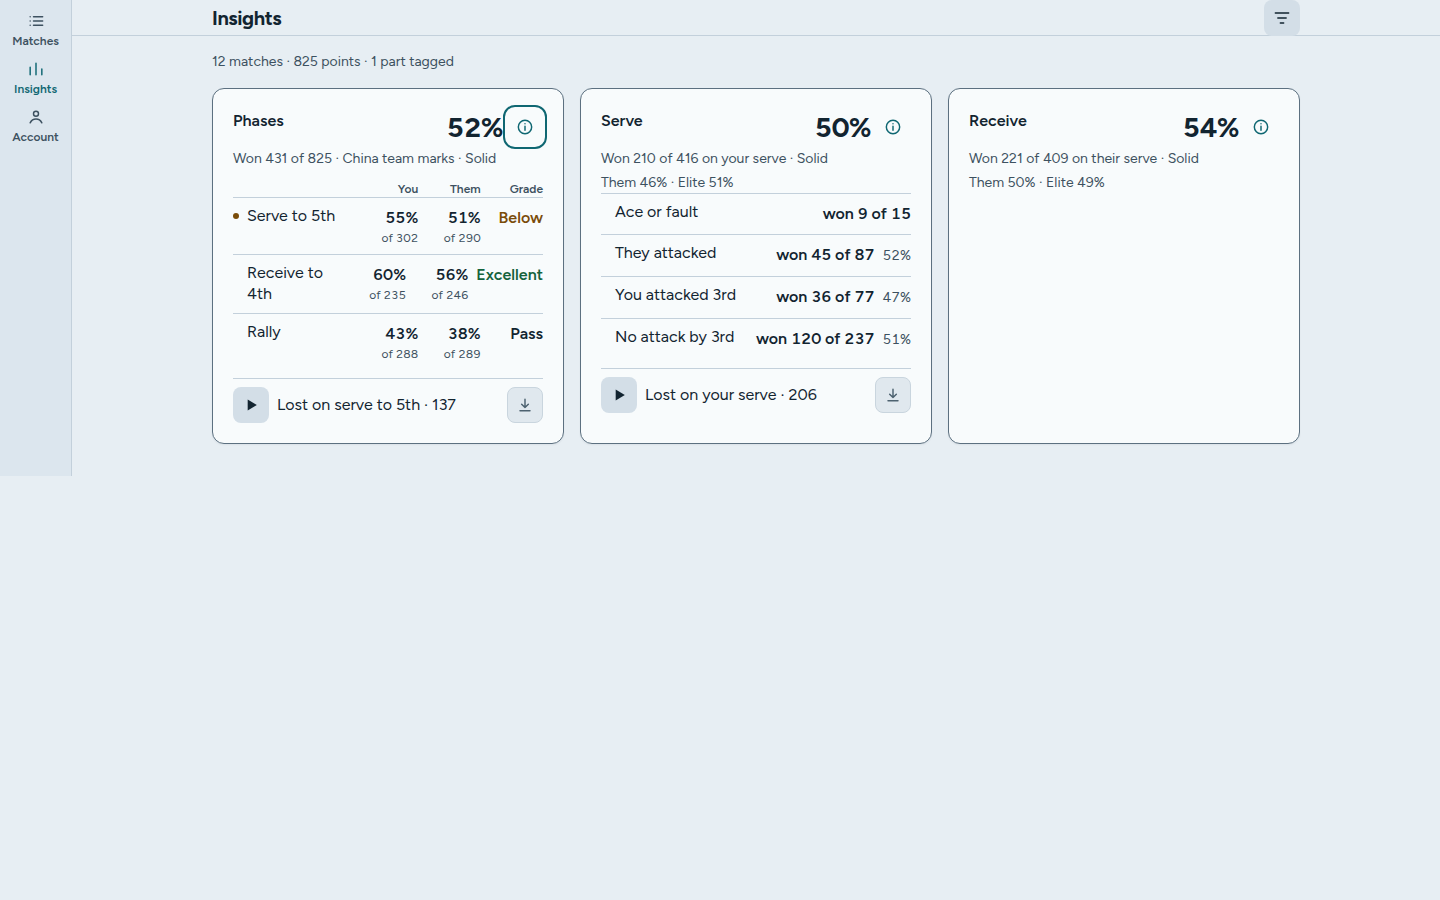 Matches
Insights
Account
Insights
12 matches · 825 points · 1 part tagged
Phases
52%
Won 431 of 825 · China team marks · Solid
You Them Grade
Serve to 5th 55% 51% Below
of 302 of 290
Receive to 60% 56% Excellent
4th of 235 of 246
Rally 43% 38% Pass
of 288 of 289
Lost on serve to 5th · 137
Serve
50%
Won 210 of 416 on your serve · Solid
Them 46% · Elite 51%
Ace or fault won 9 of 15
They attacked won 45 of 87 52%
You attacked 3rd won 36 of 77 47%
No attack by 3rd won 120 of 237 51%
Lost on your serve · 206
Receive
54%
Won 221 of 409 on their serve · Solid
Them 50% · Elite 49%